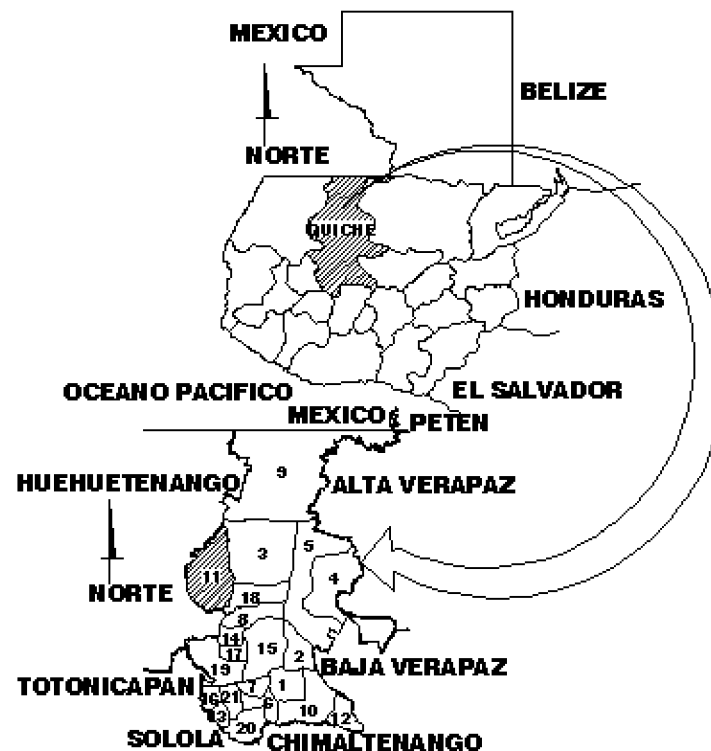 MEXICO
BELIZE
NORTE
QUICHE
HONDURAS
OCEANO PACIFICO
EL SALVADOR
MEXICO
PETEN
9
HUEHUETENANGO
ALTA VERAPAZ
3
5
11
4
NORTE
18
8
14
15
17
2
BAJA VERAPAZ
19
TOTONICAPAN
7
1
16
21
6
10
13
12
20
SOLOLA
CHIMALTENANGO